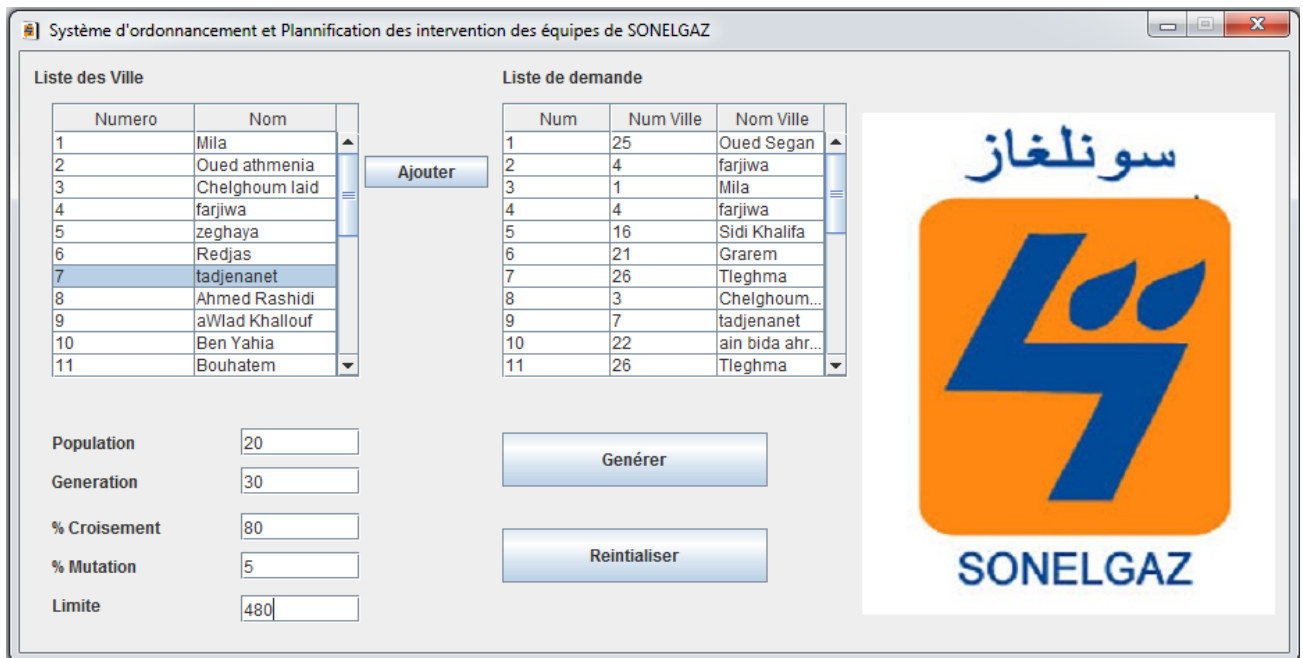 Système d'ordonnancement et Plannification des intervention des équipes de SONELGAZ
Liste des Ville
Numero Nom
1 Mila
2 Oued athmenia
3 Chelghoum laid
4 farjiwa
5 zeghaya
6 Redjas
7 tadjenanet
8 Ahmed Rashidi
9 aWlad Khallouf
10 Ben Yahia
11 Bouhatem
Ajouter
Liste de demande
Num Num Ville Nom Ville
1 25 Oued Segan
2 4 farjiwa
3 1 Mila
4 4 farjiwa
5 16 Sidi Khalifa
6 21 Grarem
7 26 Tleghma
8 3 Chelghoum...
9 7 tadjenanet
10 22 ain bida ahr...
11 26 Tleghma
Population 20
Generation 30
% Croisement 80
% Mutation 5
Limite 480
Genérer
Reintialiser
سونلغاز
SONELGAZ